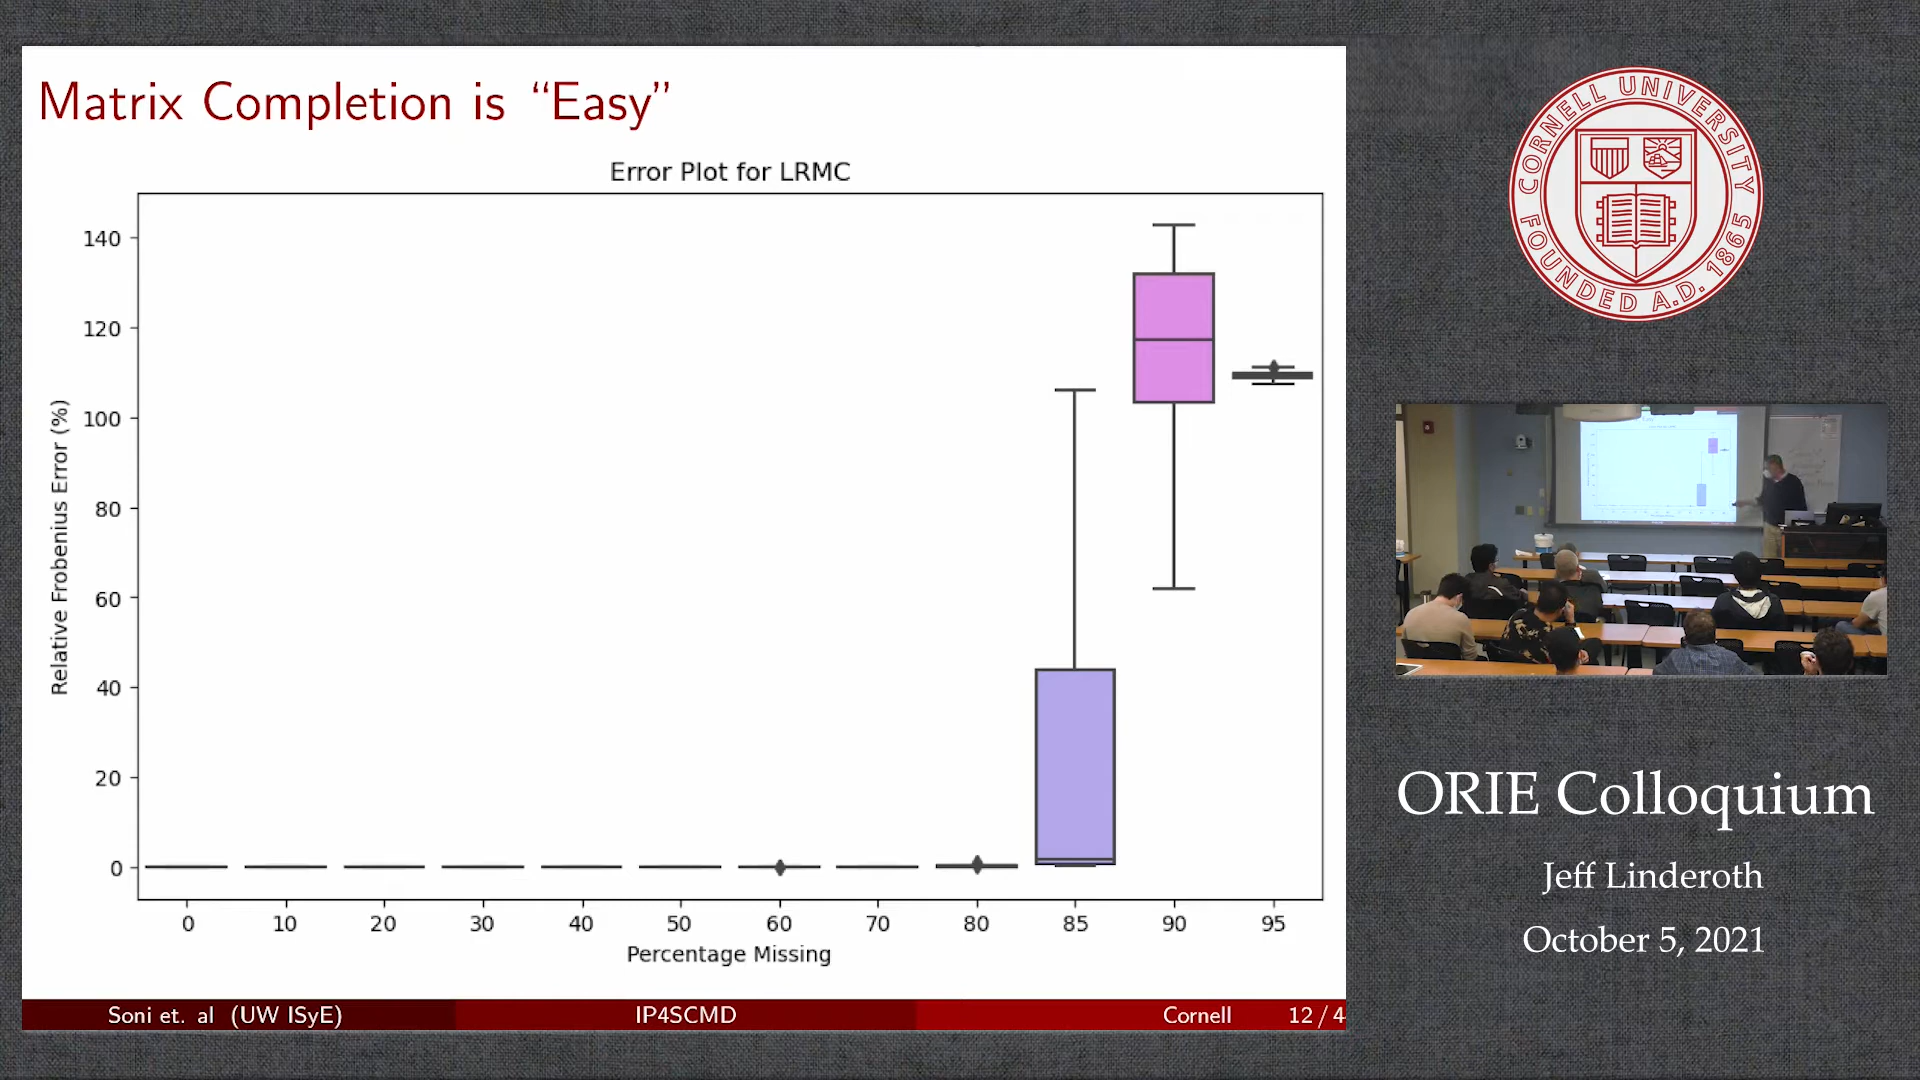 Matrix Completion is “Easy”
Error Plot for LRMC
Relative Frobenius Error (%)
140
120
100
80
60
40
20
0
0 10 20 30 40 50 60 70 80 85 90 95
Percentage Missing
Soni et. al (UW ISyE) IP4SCMD Cornell 12 / 4
CORNELL UNIVERSITY
FOUNDED A.D. 1865
ORIE Colloquium
Jeff Linderoth
October 5, 2021